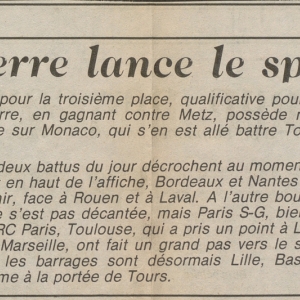 erre lance le sp
pour la troisième place, qualificative pou
rre, en gagnant contre Metz, possède
e sur Monaco, qui s'en est allé battre To
deux battus du jour décrochent au momen
en haut de l'affiche, Bordeaux et Nantes
ir, face à Rouen et à Laval. A l'autre bou
e s'est pas décantée, mais Paris S-G, bie
RC Paris, Toulouse, qui a pris un point à L
Marseille, ont fait un grand pas vers le s
les barrages sont désormais Lille, Bas
me à la portée de Tours.